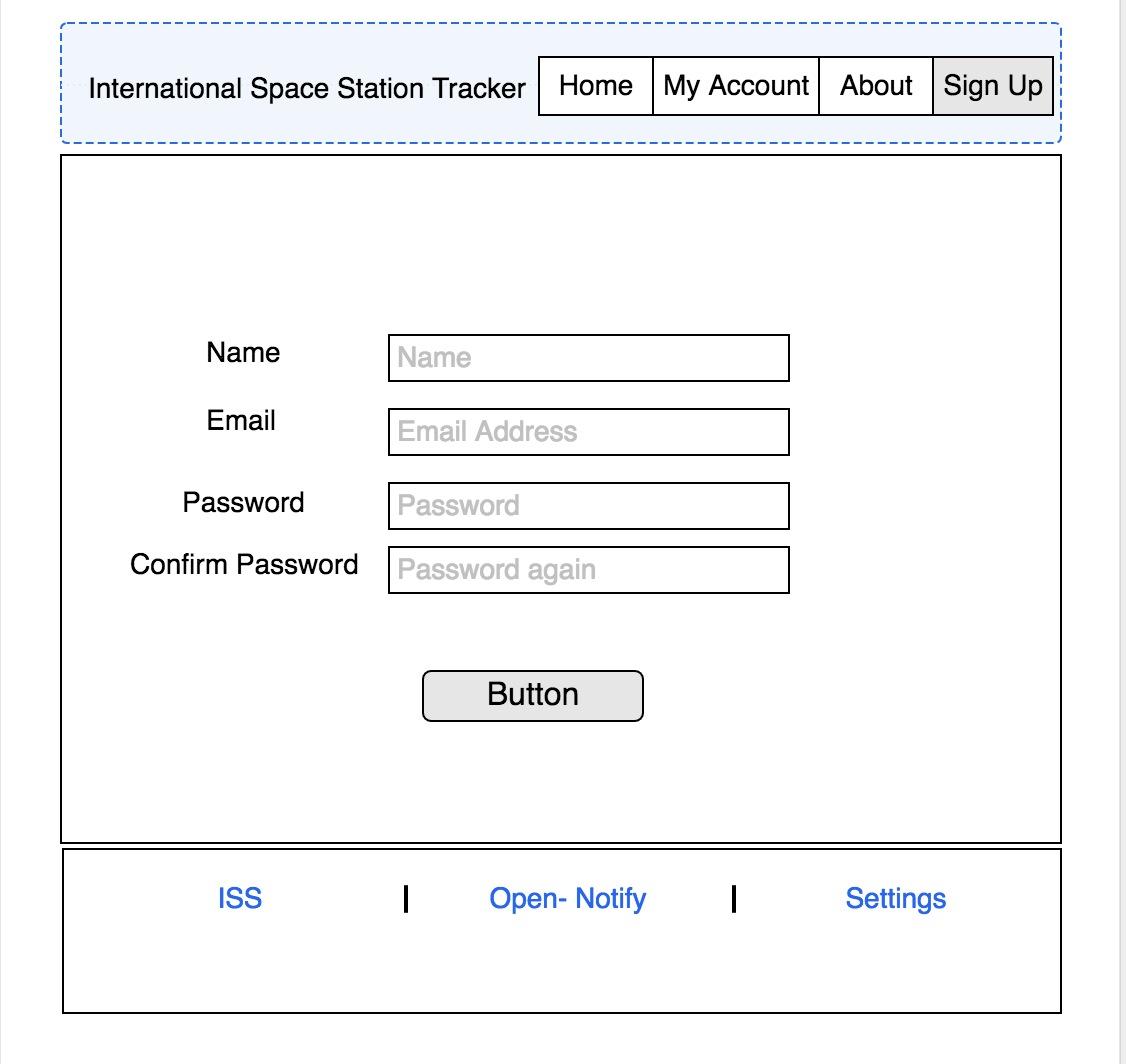 International Space Station Tracker Home My Account About Sign Up
Name Name
Email Email Address
Password Password
Confirm Password Password again
Button
ISS | Open- Notify | Settings